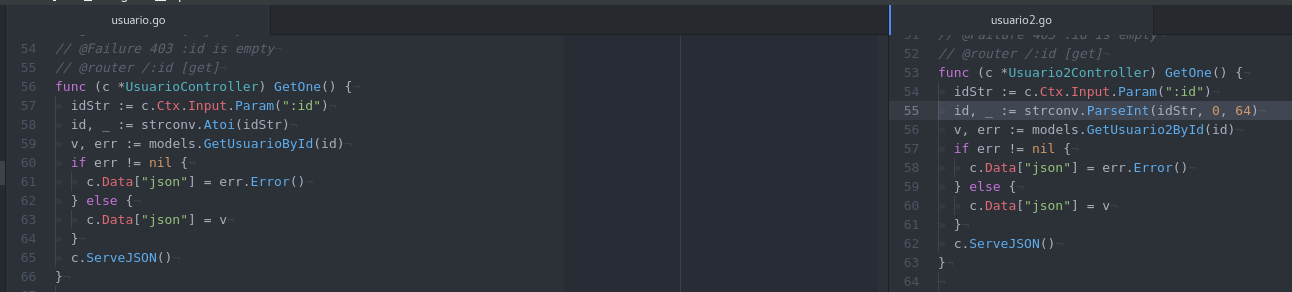 usuario.go
54 // @Failure 403 :id is empty
55 // @router /:id [get]
56 func (c *UsuarioController) GetOne() {
57 idStr := c.Ctx.Input.Param(":id")
58 id, _ := strconv.Atoi(idStr)
59 v, err := models.GetUsuarioById(id)
60 if err != nil {
61 c.Data["json"] = err.Error()
62 } else {
63 c.Data["json"] = v
64 }
65 c.ServeJSON()
66 }
usuario2.go
51 // @Failure 403 :id is empty
52 // @router /:id [get]
53 func (c *Usuario2Controller) GetOne() {
54 idStr := c.Ctx.Input.Param(":id")
55 id, _ := strconv.ParseInt(idStr, 0, 64)
56 v, err := models.GetUsuario2ById(id)
57 if err != nil {
58 c.Data["json"] = err.Error()
59 } else {
60 c.Data["json"] = v
61 }
62 c.ServeJSON()
63 }
64